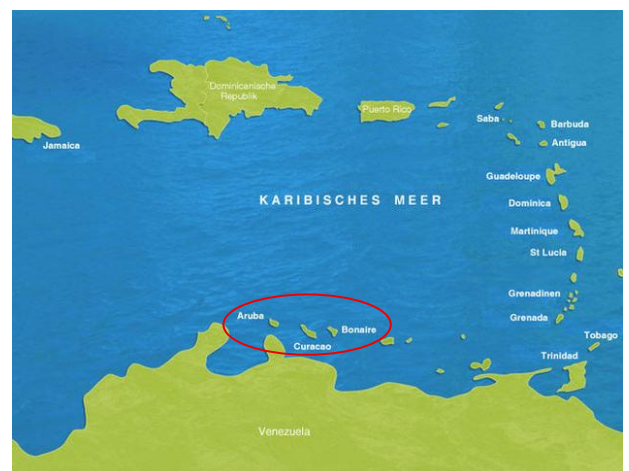 Dominicanische
Republik
Puerto Rico
Saba
Barbuda
Jamaica
Antigua
Guadeloupe
KARIBISCHES MEER
Dominica
Martinique
St Lucia
Grenadinen
Aruba
Grenada
Bonaire
Curacao
Tobago
Trinidad
Venezuela